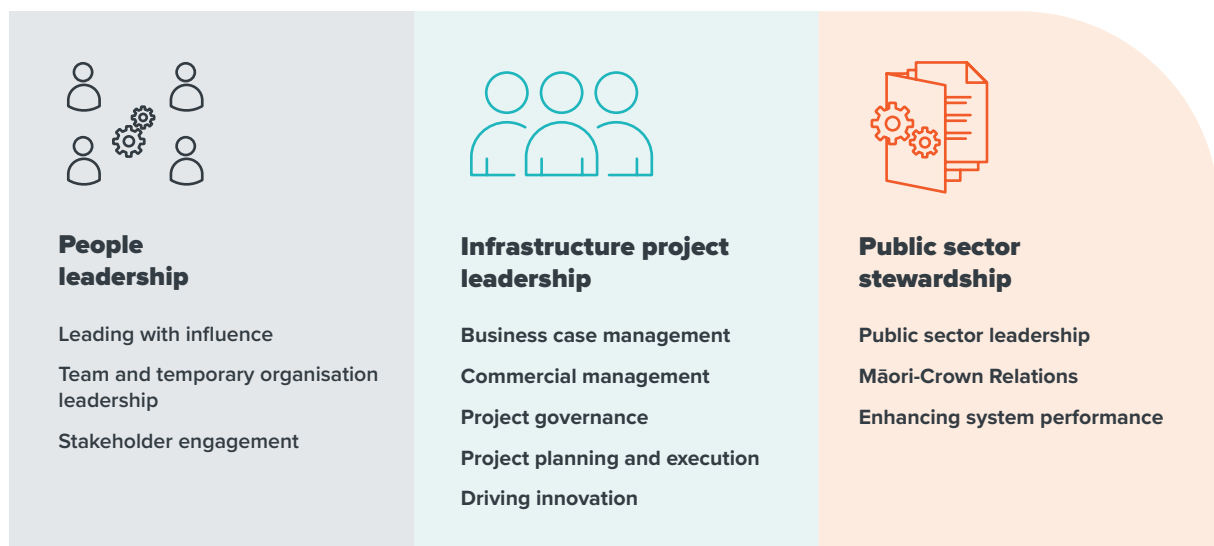 People
leadership
Leading with influence
Team and temporary organisation
leadership
Stakeholder engagement
Infrastructure project
leadership
Business case management
Commercial management
Project governance
Project planning and execution
Driving innovation
Public sector
stewardship
Public sector leadership
Māori-Crown Relations
Enhancing system performance